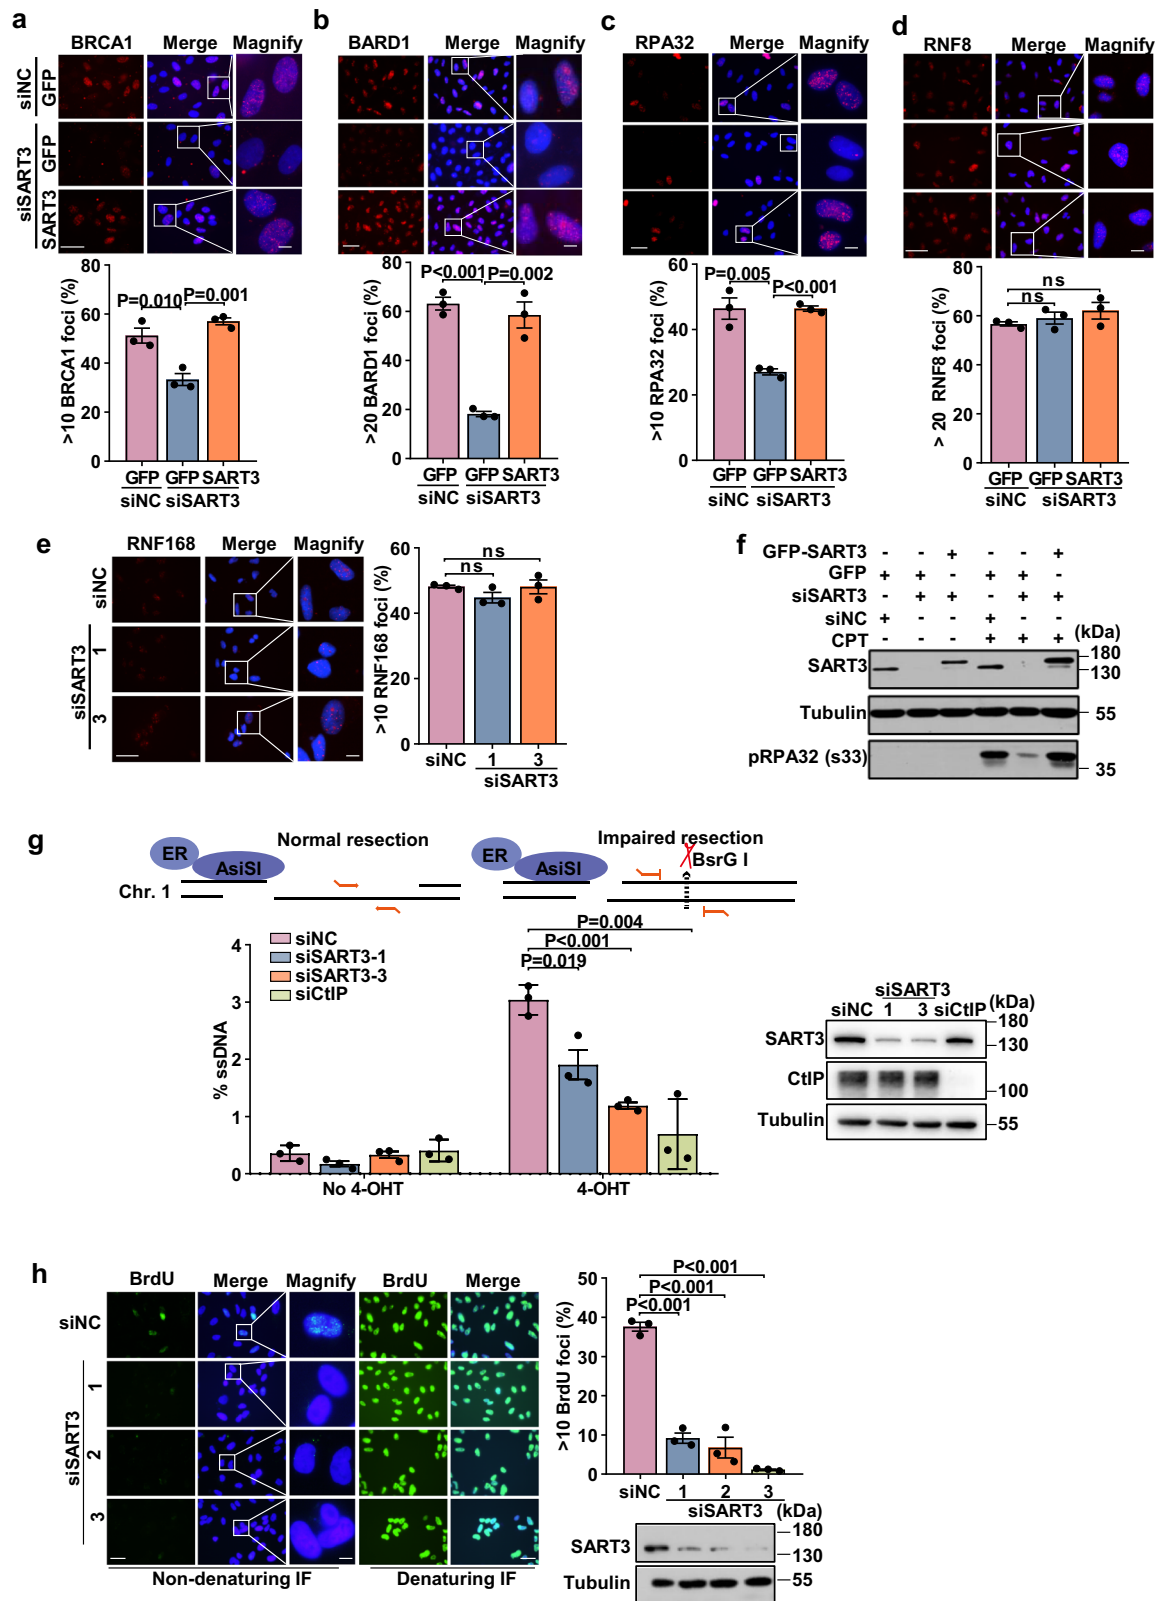 a
BRCA1 Merge Magnify
siNC
GFP
siSART3
GFP
SART3
>10 BRCA1 foci (%)
80
60
40
20
0
P=0.010 P=0.001
GFP GFP SART3
siNC siSART3
b
BARD1 Merge Magnify
>20 BARD1 foci (%)
80
60
40
20
0
P<0.001 P=0.002
GFP GFP SART3
siNC siSART3
c
RPA32 Merge Magnify
>10 RPA32 foci (%)
60
40
20
0
P=0.005
P<0.001
GFP GFP SART3
siNC siSART3
d
RNF8 Merge Magnify
> 20 RNF8 foci (%)
80
60
40
20
0
ns
ns
GFP GFP SART3
siNC siSART3
e
RNF168 Merge Magnify
siNC
siSART3
1
3
>10 RNF168 foci (%)
60
40
20
0
ns
ns
siNC 1 3
siSART3
f
GFP-SART3 - - + - - +
GFP + + - + + -
siSART3 - + + - + +
siNC + - - + - -
CPT - - - + + + (kDa)
SART3 180
130
Tubulin 55
pRPA32 (s33) 35
g
Normal resection Impaired resection
ER AsiSI ER AsiSI BsrG I
Chr. 1
siNC
siSART3-1
siSART3-3
siCtIP
% ssDNA
4
3
2
1
0
P=0.004
P<0.001
P=0.019
No 4-OHT 4-OHT
siSART3
siNC 1 3 siCtIP (kDa)
SART3 180
130
CtIP 100
Tubulin 55
h
BrdU Merge Magnify BrdU Merge
siNC
siSART3
1
2
3
Non-denaturing IF Denaturing IF
>10 BrdU foci (%)
50
40
30
20
10
0
P<0.001
P<0.001
P<0.001
siNC 1 2 3
siSART3 (kDa)
SART3 180
130
Tubulin 55